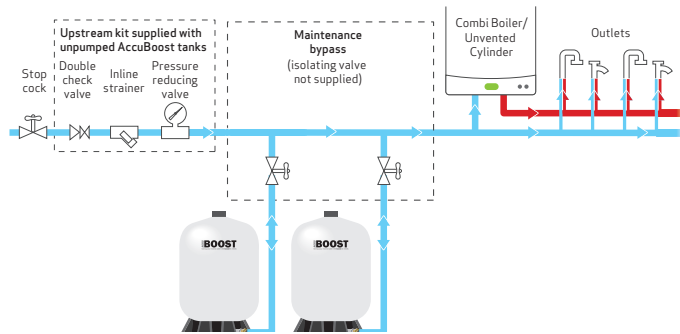 Upstream kit supplied with
unpumped AccuBoost tanks
Stop
cock
Double
check
valve
Inline
strainer
Pressure
reducing
valve
Maintenance
bypass
(isolating valve
not supplied)
Combi Boiler/
Unvented
Cylinder
Outlets
BOOST
BOOST